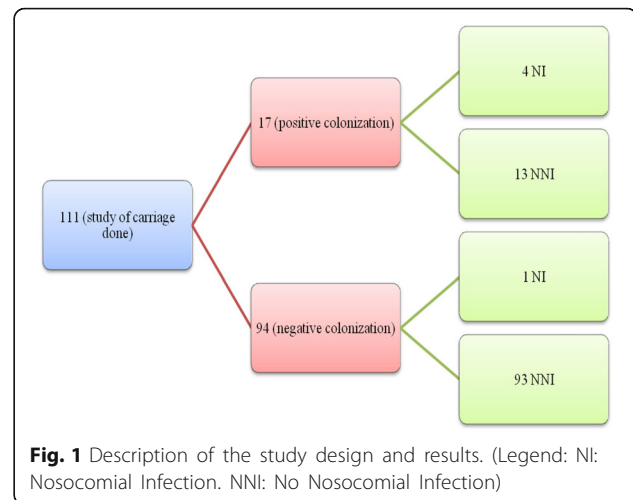 4 NI
17 (positive colonization)
13 NNI
111 (study of carriage
done)
1 NI
94 (negative colonization)
93 NNI
Fig. 1 Description of the study design and results. (Legend: NI:
Nosocomial Infection. NNI: No Nosocomial Infection)